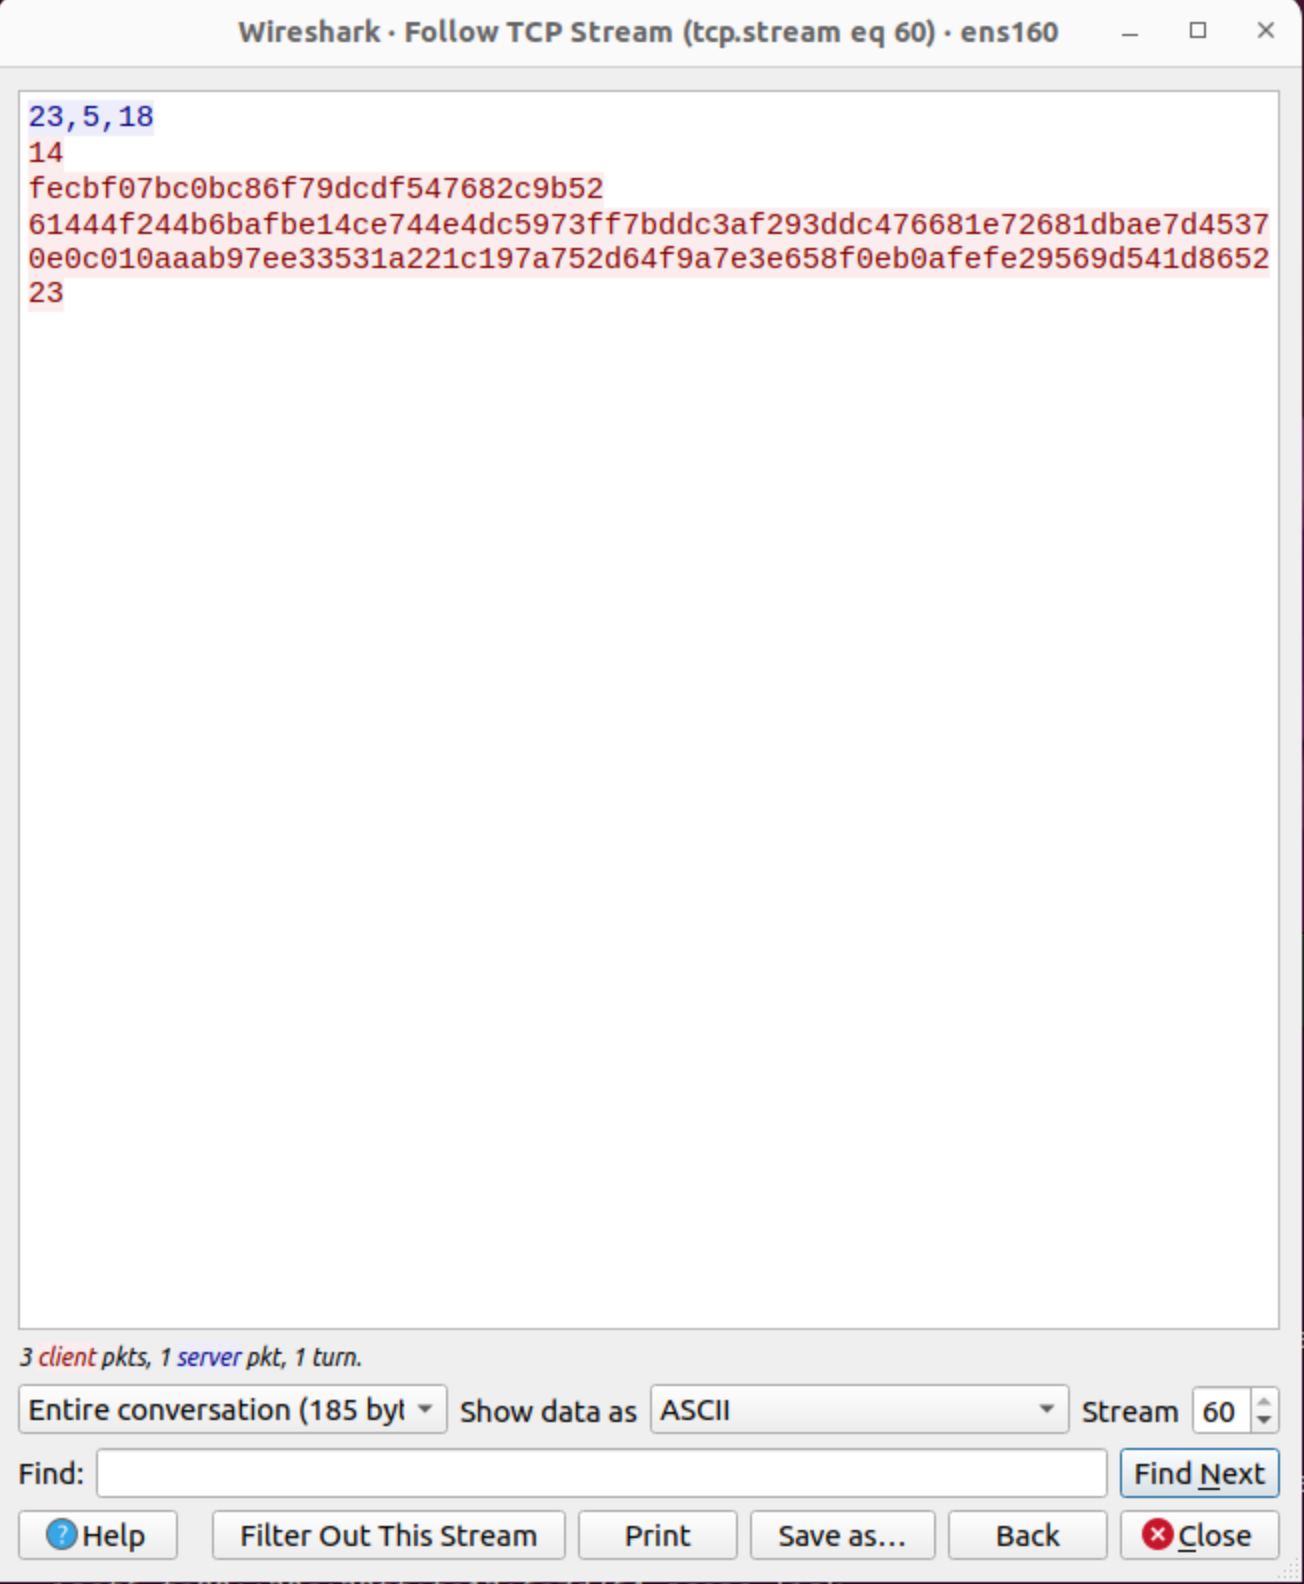 Wireshark · Follow TCP Stream (tcp.stream eq 60) · ens160
23,5,18
14
fecbf07bc0bc86f79dcdf547682c9b52
61444f244b6bafbe14ce744e4dc5973ff7bddc3af293ddc476681e72681dbae7d4537
0e0c010aaab97ee33531a221c197a752d64f9a7e3e658f0eb0afefe29569d541d8652
23
3 client pkts, 1 server pkt, 1 turn.
Entire conversation (185 byt Show data as ASCII Stream 60
Find: Find Next
Help Filter Out This Stream Print Save as… Back Close